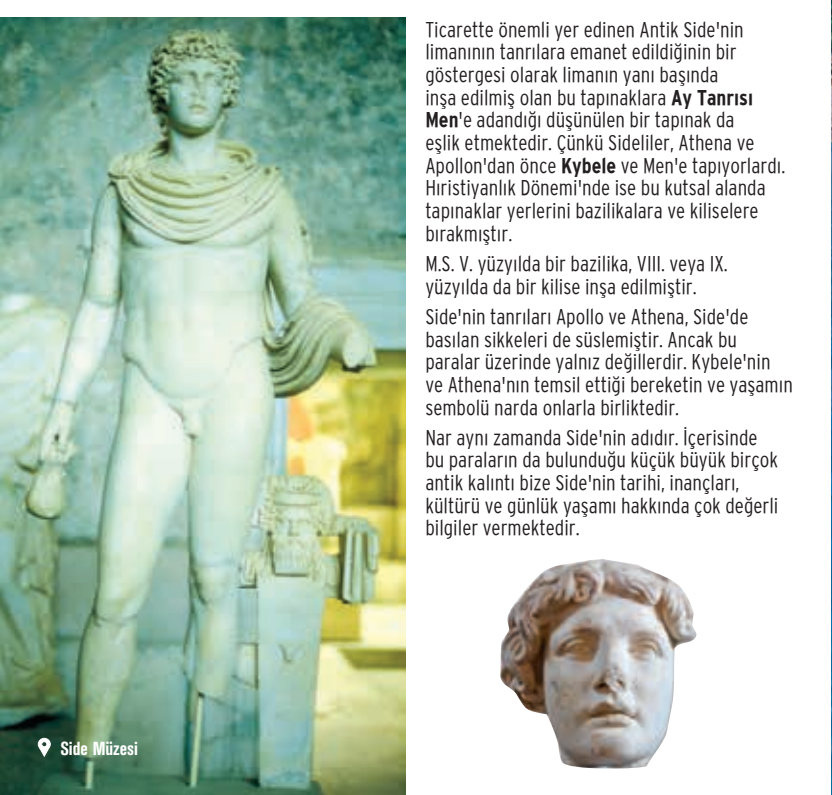 Ticarette önemli yer edinen Antik Side'nin
limanının tanrılara emanet edildiğinin bir
göstergesi olarak limanın yanı başında
inşa edilmiş olan bu tapınaklara Ay Tanrısı
Men'e adandığı düşünülen bir tapınak da
eşlik etmektedir. Çünkü Sideliler, Athena ve
Apollon'dan önce Kybele ve Men'e tapıyorlardı.
Hıristiyanlık Dönemi'nde ise bu kutsal alanda
tapınaklar yerlerini bazilikalara ve kiliselere
bırakmıştır.
M.S. V. yüzyılda bir bazilika, VIII. veya IX.
yüzyılda da bir kilise inşa edilmiştir.
Side'nin tanrıları Apollo ve Athena, Side'de
basılan sikkeleri de süslemiştir. Ancak bu
paralar üzerinde yalnız değillerdir. Kybele'nin
ve Athena'nın temsil ettiği bereketin ve yaşamın
sembolü narda onlarla birliktedir.
Nar aynı zamanda Side'nin adıdır. İçerisinde
bu paraların da bulunduğu küçük büyük birçok
antik kalıntı bize Side'nin tarihi, inançları,
kültürü ve günlük yaşamı hakkında çok değerli
bilgiler vermektedir.
Side Müzesi